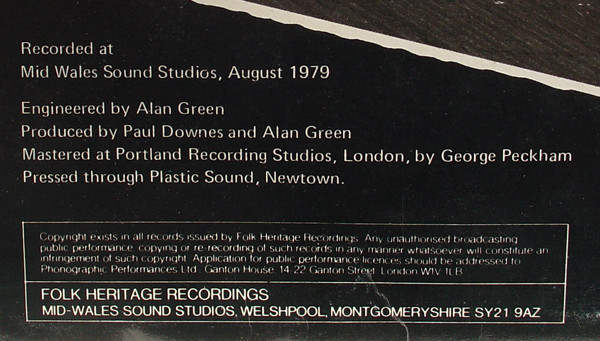 Recorded at
Mid Wales Sound Studios, August 1979
Engineered by Alan Green
Produced by Paul Downes and Alan Green
Mastered at Portland Recording Studios, London, by George Peckham
Pressed through Plastic Sound, Newtown.
Copyright exists in all records issued by Folk Heritage Recordings. Any unauthorised broadcasting
public performance, copying or re-recording of such records in any manner whatsoever will constitute an
infringement of such copyright. Application for public performance licences should be addressed to
Phonographic Performances Ltd., Ganton House, 14-22 Ganton Street, London W1V 1LB
FOLK HERITAGE RECORDINGS
MID-WALES SOUND STUDIOS, WELSHPOOL, MONTGOMERYSHIRE SY21 9AZ